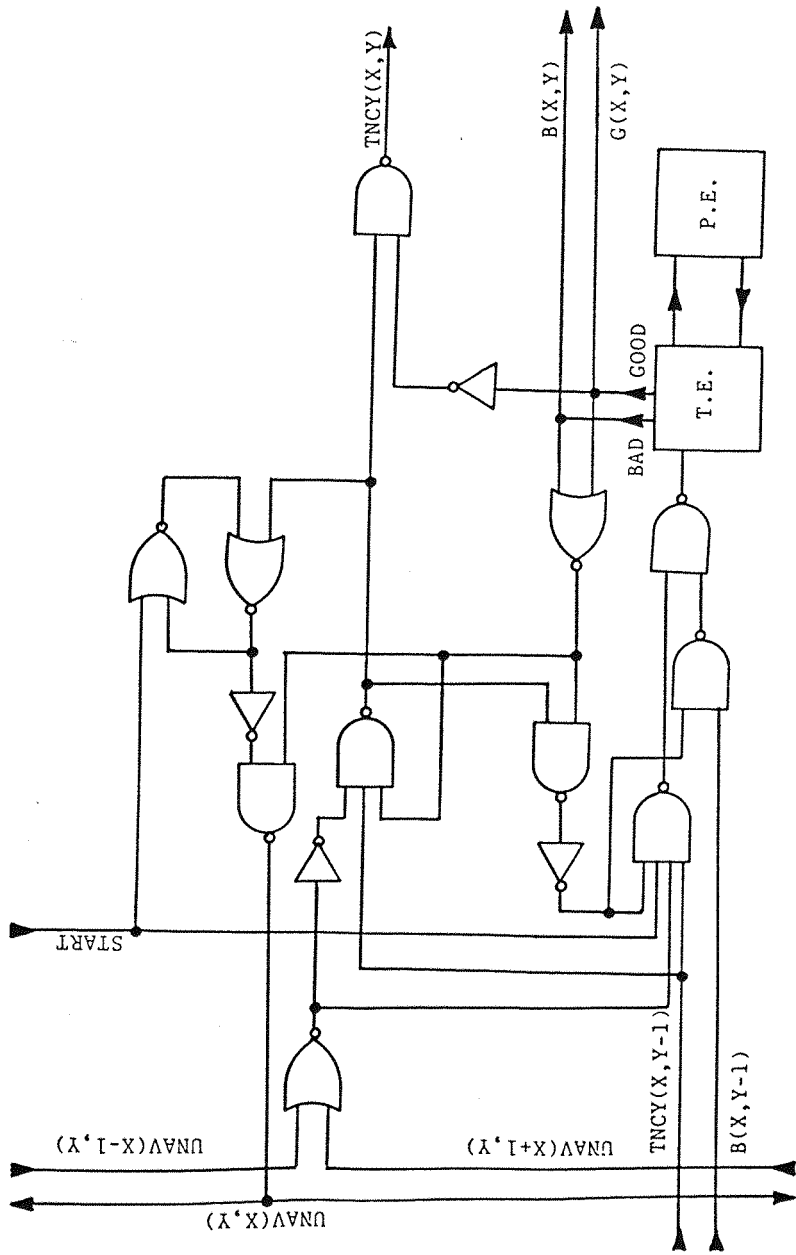 TNCY(X,Y)
B(X,Y)
G(X,Y)
P.E.
GOOD
T.E.
BAD
START
UNAV(X-1,Y)
UNAV(X+1,Y)
TNCY(X,Y-1)
B(X,Y-1)
UNAV(X,Y)